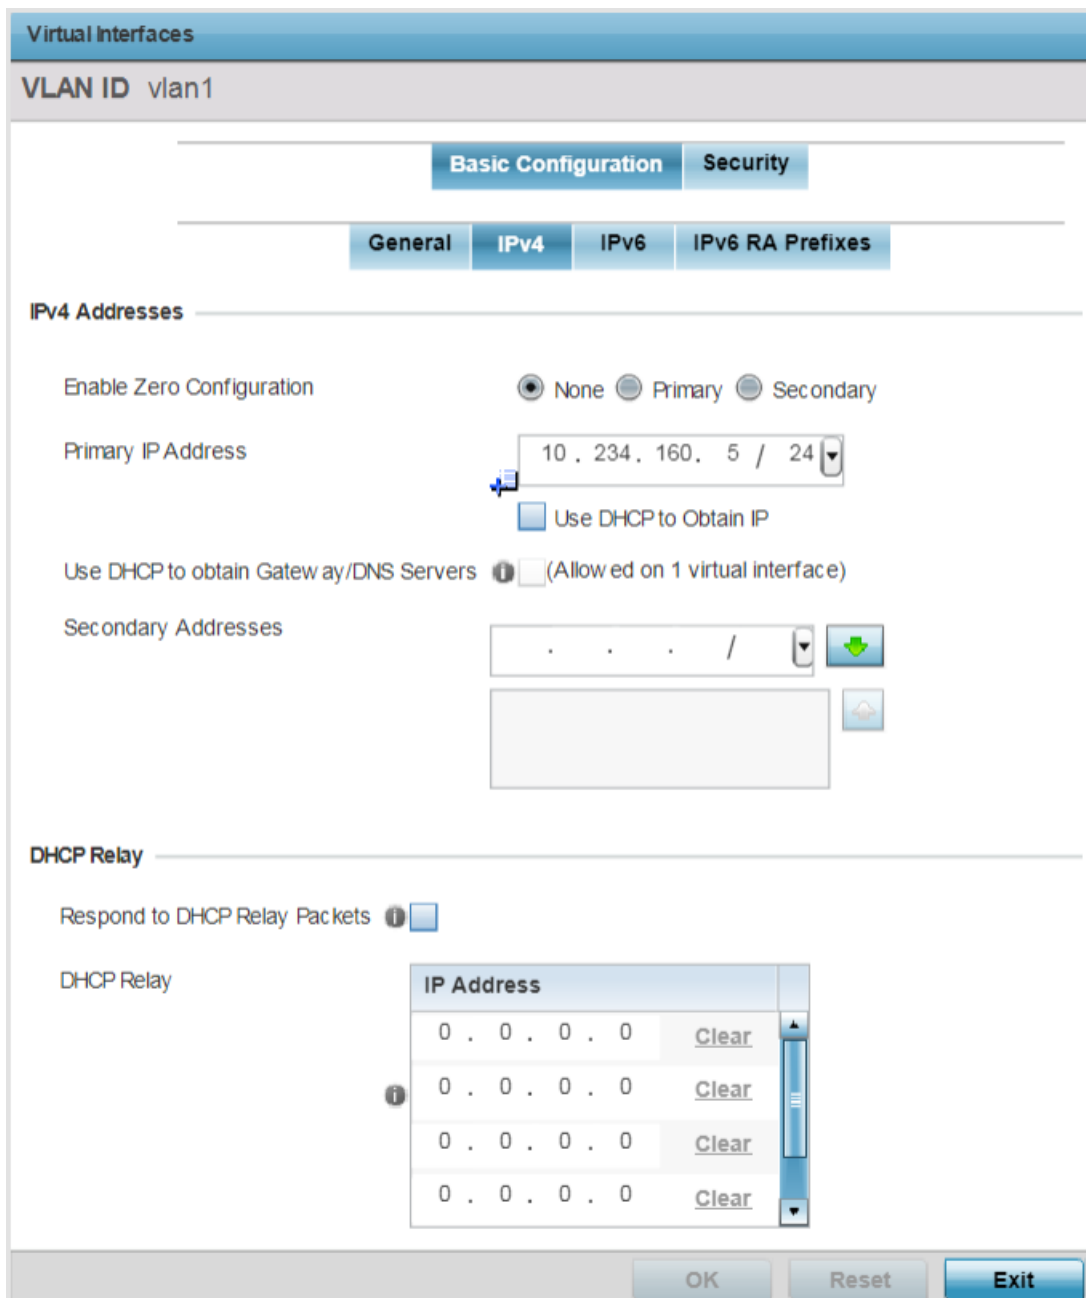 Virtual Interfaces
VLAN ID vlan1
Basic Configuration Security
General IPv4 IPv6 IPv6 RA Prefixes
IPv4 Addresses
Enable Zero Configuration None Primary Secondary
Primary IP Address 10 . 234 . 160 . 5 / 24
Use DHCP to Obtain IP
Use DHCP to obtain Gateway/DNS Servers (Allowed on 1 virtual interface)
Secondary Addresses . . . /
DHCP Relay
Respond to DHCP Relay Packets
DHCP Relay IP Address
0 . 0 . 0 . 0 Clear
0 . 0 . 0 . 0 Clear
0 . 0 . 0 . 0 Clear
0 . 0 . 0 . 0 Clear
OK Reset Exit